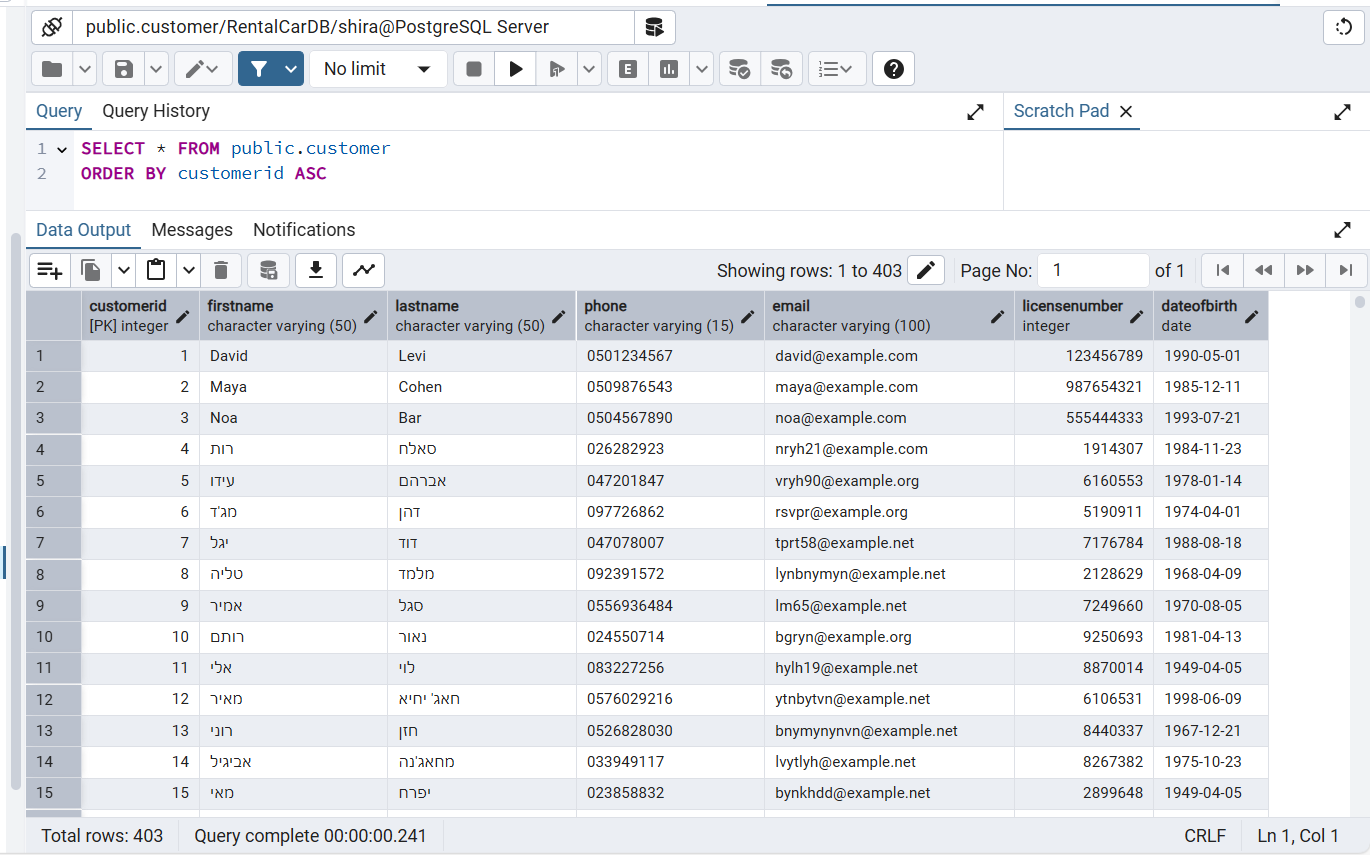 public.customer/RentalCarDB/shira@PostgreSQL Server
No limit
Query Query History Scratch Pad
1 SELECT * FROM public.customer
2 ORDER BY customerid ASC
Data Output Messages Notifications
Showing rows: 1 to 403 Page No: 1 of 1
customerid firstname lastname phone email licensenumber dateofbirth
[PK] integer character varying (50) character varying (50) character varying (15) character varying (100) integer date
1 1 David Levi 0501234567 david@example.com 123456789 1990-05-01
2 2 Maya Cohen 0509876543 maya@example.com 987654321 1985-12-11
3 3 Noa Bar 0504567890 noa@example.com 555444333 1993-07-21
4 4 רות סאלח 026282923 nryh21@example.com 1914307 1984-11-23
5 5 עידו אברהם 047201847 vryh90@example.org 6160553 1978-01-14
6 6 מג'ד דהן 097726862 rsvpr@example.org 5190911 1974-04-01
7 7 יגל דוד 047078007 tprt58@example.net 7176784 1988-08-18
8 8 טליה מלמד 092391572 lynbnymyn@example.net 2128629 1968-04-09
9 9 אמיר סגל 0556936484 lm65@example.net 7249660 1970-08-05
10 10 רותם נאור 024550714 bgryn@example.org 9250693 1981-04-13
11 11 אלי לוי 083227256 hylh19@example.net 8870014 1949-04-05
12 12 מאיר חאג' יחיא 0576029216 ytnbytvn@example.net 6106531 1998-06-09
13 13 רוני חזן 0526828030 bnymynynvn@example.net 8440337 1967-12-21
14 14 אביגיל מחאג'נה 033949117 lvytlyh@example.net 8267382 1975-10-23
15 15 מאי יפרח 023858832 bynkhdd@example.net 2899648 1949-04-05
Total rows: 403 Query complete 00:00:00.241 CRLF Ln 1, Col 1